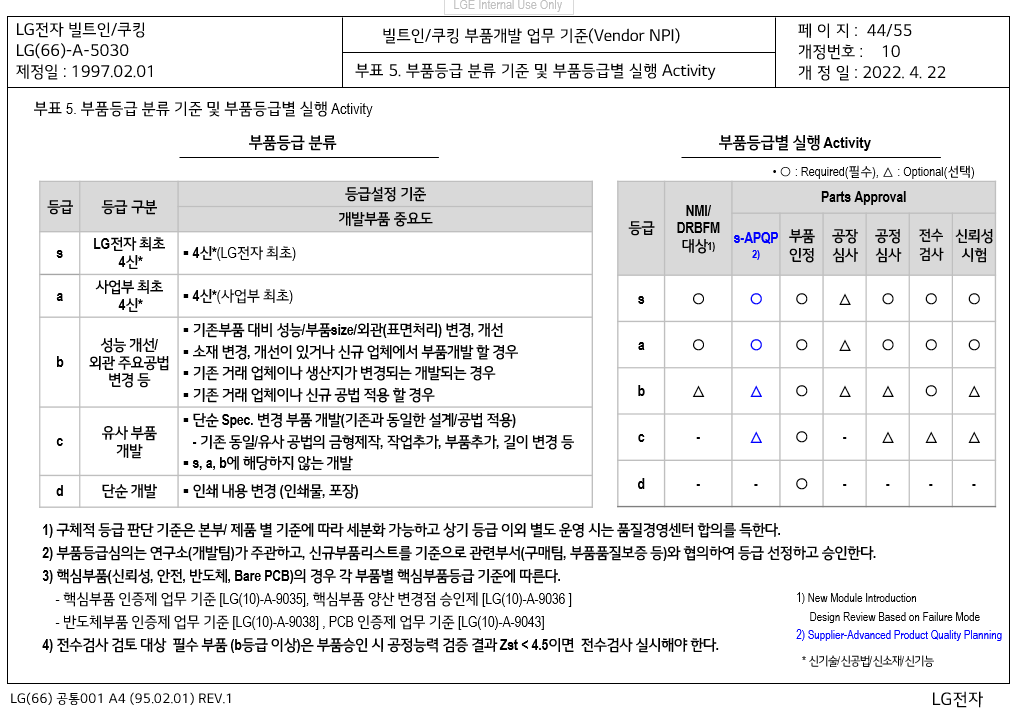 LGE Internal Use Only
LG전자 빌트인/쿠킹
LG(66)-A-5030
제정일 : 1997.02.01
빌트인/쿠킹 부품개발 업무 기준(Vendor NPI)
부표 5. 부품등급 분류 기준 및 부품등급별 실행 Activity
페 이 지 : 44/55
개정번호 : 10
개 정 일 : 2022. 4. 22
부표 5. 부품등급 분류 기준 및 부품등급별 실행 Activity
부품등급 분류
등급 등급 구분 등급설정 기준
개발부품 중요도
s LG전자 최초 4신* ▪ 4신*(LG전자 최초)
a 사업부 최초 4신* ▪ 4신*(사업부 최초)
b 성능 개선/ 외관 주요공법 변경 등
▪ 기존부품 대비 성능/부품size/외관(표면처리) 변경, 개선
▪ 소재 변경, 개선이 있거나 신규 업체에서 부품개발 할 경우
▪ 기존 거래 업체이나 생산지가 변경되는 개발되는 경우
▪ 기존 거래 업체이나 신규 공법 적용 할 경우
c 유사 부품 개발
▪ 단순 Spec. 변경 부품 개발(기존과 동일한 설계/공법 적용)
- 기존 동일/유사 공법의 금형제작, 작업추가, 부품추가, 길이 변경 등
▪ s, a, b에 해당하지 않는 개발
d 단순 개발 ▪ 인쇄 내용 변경 (인쇄물, 포장)
부품등급별 실행 Activity
• ○ : Required(필수), △ : Optional(선택)
등급 NMI/ DRBFM 대상1) Parts Approval
s-APQP 2) 부품 인정 공장 심사 공정 심사 전수 검사 신뢰성 시험
s ○ ○ ○ △ ○ ○ ○
a ○ ○ ○ △ ○ ○ ○
b △ △ ○ △ △ ○ △
c - △ ○ - △ △ △
d - - ○ - - - -
1) 구체적 등급 판단 기준은 본부/ 제품 별 기준에 따라 세분화 가능하고 상기 등급 이외 별도 운영 시는 품질경영센터 합의를 득한다.
2) 부품등급심의는 연구소(개발팀)가 주관하고, 신규부품리스트를 기준으로 관련부서(구매팀, 부품품질보증 등)와 협의하여 등급 선정하고 승인한다.
3) 핵심부품(신뢰성, 안전, 반도체, Bare PCB)의 경우 각 부품별 핵심부품등급 기준에 따른다.
- 핵심부품 인증제 업무 기준 [LG(10)-A-9035], 핵심부품 양산 변경점 승인제 [LG(10)-A-9036 ]
- 반도체부품 인증제 업무 기준 [LG(10)-A-9038] , PCB 인증제 업무 기준 [LG(10)-A-9043]
4) 전수검사 검토 대상 필수 부품 (b등급 이상)은 부품승인 시 공정능력 검증 결과 Zst < 4.5이면 전수검사 실시해야 한다.
1) New Module Introduction
Design Review Based on Failure Mode
2) Supplier-Advanced Product Quality Planning
* 신기술/신공법/신소재/신기능
LG(66) 공통001 A4 (95.02.01) REV.1
LG전자